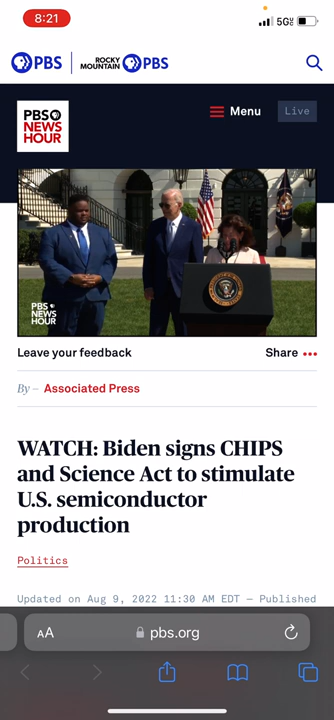 8:21
5GE
PBS
ROCKY
MOUNTAIN PBS
PBS
NEWS
HOUR
Menu
Live
PBS
NEWS
HOUR
Leave your feedback
Share •••
By – Associated Press
WATCH: Biden signs CHIPS
and Science Act to stimulate
U.S. semiconductor
production
Politics
Updated on Aug 9, 2022 11:30 AM EDT — Published
AA
pbs.org